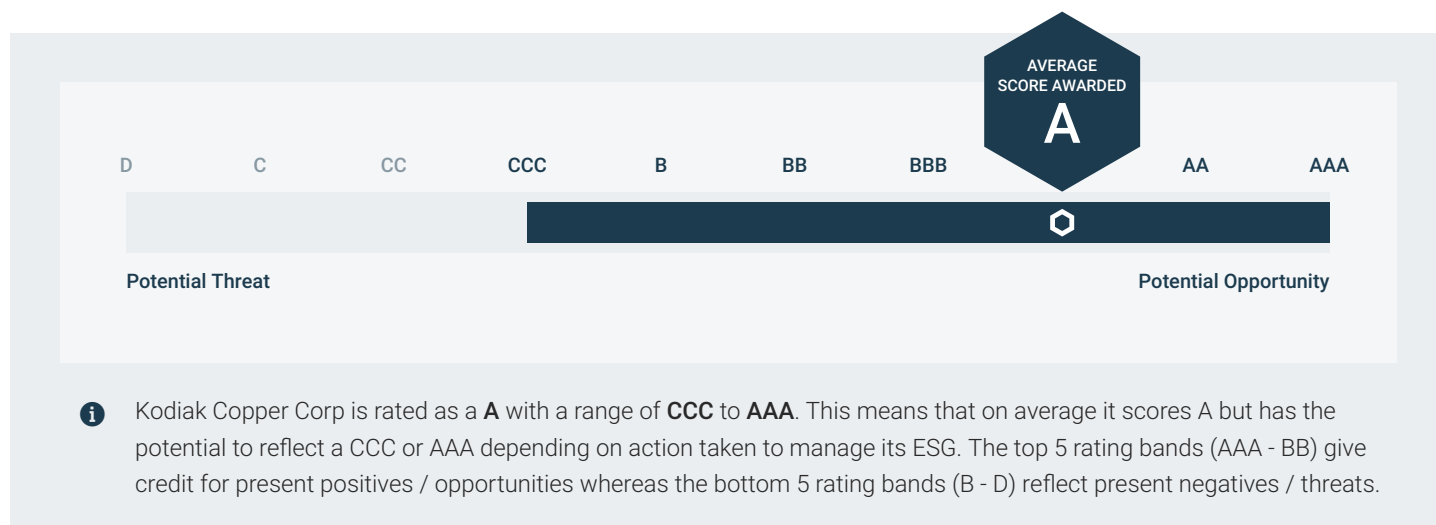 AVERAGE
SCORE AWARDED
A
D C CC CCC B BB BBB AA AAA
Potential Threat Potential Opportunity
Kodiak Copper Corp is rated as a A with a range of CCC to AAA. This means that on average it scores A but has the
potential to reflect a CCC or AAA depending on action taken to manage its ESG. The top 5 rating bands (AAA - BB) give
credit for present positives / opportunities whereas the bottom 5 rating bands (B - D) reflect present negatives / threats.